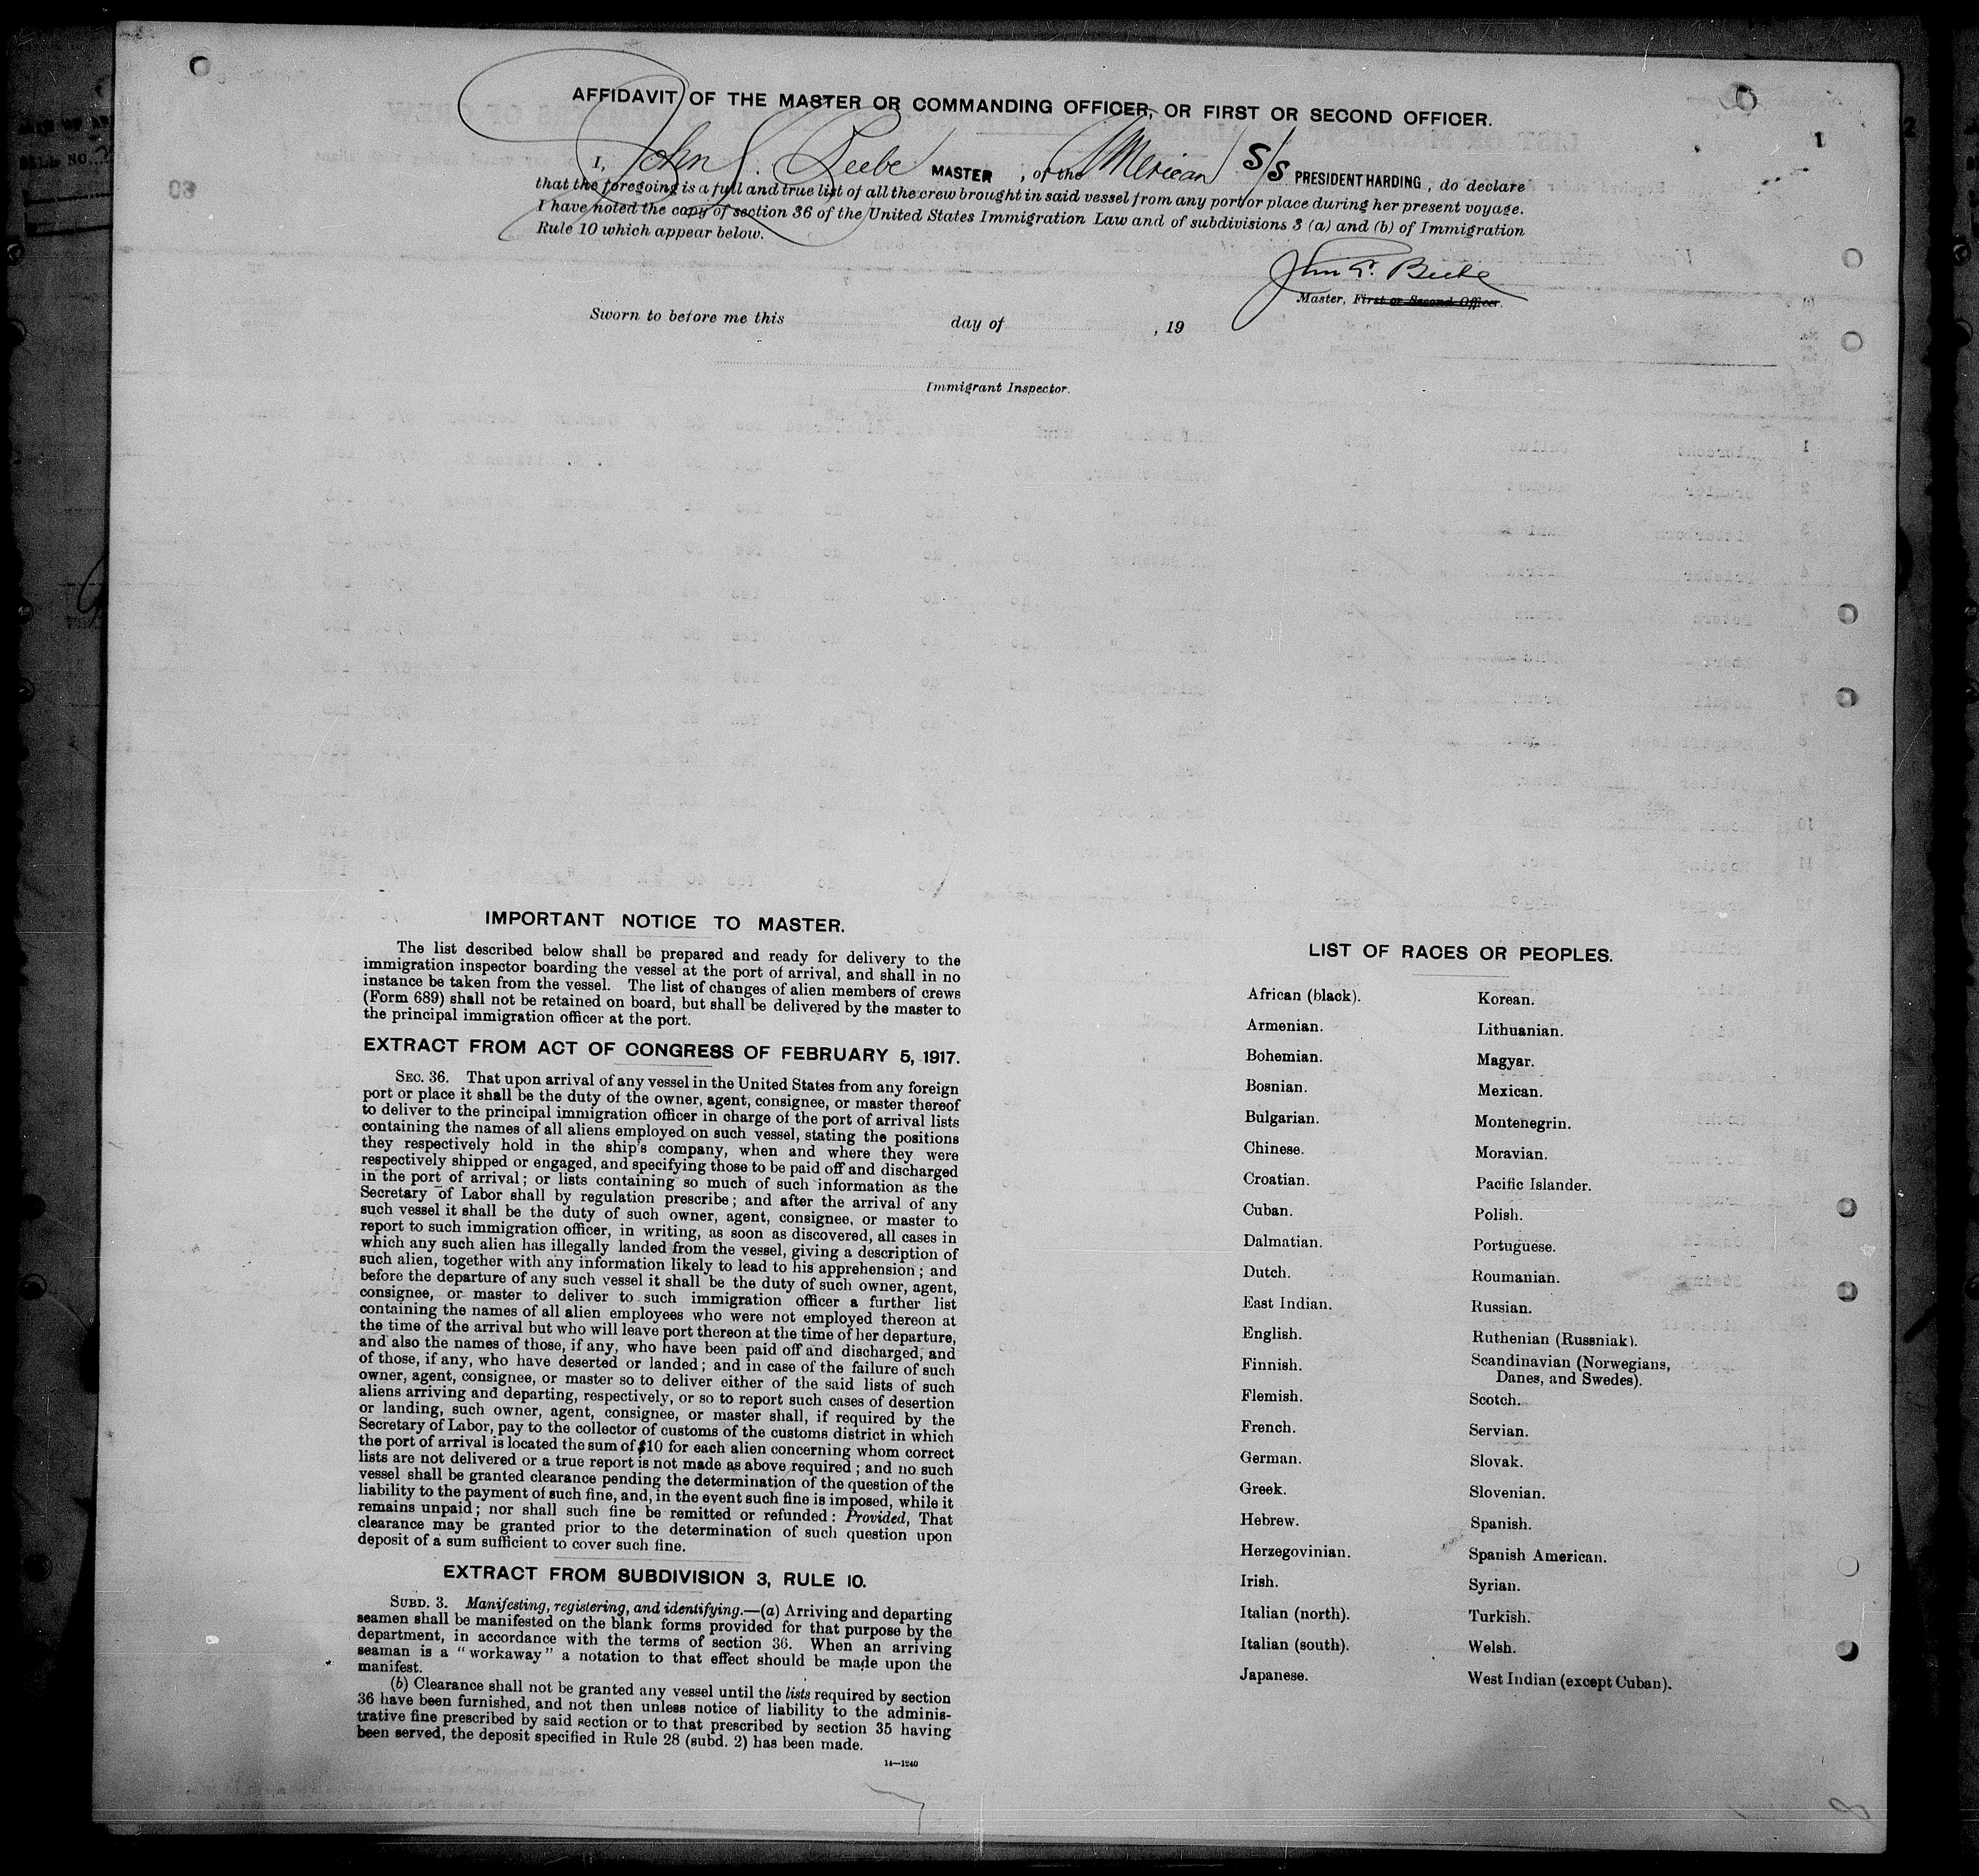 AFFIDAVIT OF THE MASTER OR COMMANDING OFFICER, OR FIRST OR SECOND OFFICER.
1
I, John MASTER, of the American S/S PRESIDENT HARDING, do declare
that the foregoing is a full and true list of all the crew brought in said vessel from any port or place during her present voyage.
I have noted the copy of section 36 of the United States Immigration Law and of subdivisions 3 (a) and (b) of Immigration
Rule 10 which appear below.
John
Master, First or Second Officer.
Sworn to before me this day of , 19
Immigrant Inspector.
IMPORTANT NOTICE TO MASTER.
The list described below shall be prepared and ready for delivery to the
immigration inspector boarding the vessel at the port of arrival, and shall in no
instance be taken from the vessel. The list of changes of alien members of crews
(Form 689) shall not be retained on board, but shall be delivered by the master to
the principal immigration officer at the port.
EXTRACT FROM ACT OF CONGRESS OF FEBRUARY 5, 1917.
SEC. 36. That upon arrival of any vessel in the United States from any foreign
port or place it shall be the duty of the owner, agent, consignee, or master thereof
to deliver to the principal immigration officer in charge of the port of arrival lists
containing the names of all aliens employed on such vessel, stating the positions
they respectively hold in the ship's company, when and where they were
respectively shipped or engaged, and specifying those to be paid off and discharged
in the port of arrival; or lists containing so much of such information as the
Secretary of Labor shall by regulation prescribe; and after the arrival of any
such vessel it shall be the duty of such owner, agent, consignee, or master to
report to such immigration officer, in writing, as soon as discovered, all cases in
which any such alien has illegally landed from the vessel, giving a description of
such alien, together with any information likely to lead to his apprehension; and
before the departure of any such vessel it shall be the duty of such owner, agent,
consignee, or master to deliver to such immigration officer a further list
containing the names of all alien employees who were not employed thereon at
the time of the arrival but who will leave port thereon at the time of her departure,
and also the names of those, if any, who have been paid off and discharged, and
of those, if any, who have deserted or landed; and in case of the failure of such
owner, agent, consignee, or master so to deliver either of the said lists of such
aliens arriving and departing, respectively, or so to report such cases of desertion
or landing, such owner, agent, consignee, or master shall, if required by the
Secretary of Labor, pay to the collector of customs of the customs district in which
the port of arrival is located the sum of $10 for each alien concerning whom correct
lists are not delivered or a true report is not made as above required; and no such
vessel shall be granted clearance pending the determination of the question of the
liability to the payment of such fine, and, in the event such fine is imposed, while it
remains unpaid; nor shall such fine be remitted or refunded: Provided, That
clearance may be granted prior to the determination of such question upon
deposit of a sum sufficient to cover such fine.
EXTRACT FROM SUBDIVISION 3, RULE 10.
SUBD. 3. Manifesting, registering, and identifying.—(a) Arriving and departing
seamen shall be manifested on the blank forms provided for that purpose by the
department, in accordance with the terms of section 36. When an arriving
seaman is a "workaway" a notation to that effect should be made upon the
manifest.
(b) Clearance shall not be granted any vessel until the lists required by section
36 have been furnished, and not then unless notice of liability to the adminis-
trative fine prescribed by said section or to that prescribed by section 35 having
been served, the deposit specified in Rule 28 (subd. 2) has been made.
14—1240
LIST OF RACES OR PEOPLES.
African (black). Korean.
Armenian. Lithuanian.
Bohemian. Magyar.
Bosnian. Mexican.
Bulgarian. Montenegrin.
Chinese. Moravian.
Croatian. Pacific Islander.
Cuban. Polish.
Dalmatian. Portuguese.
Dutch. Roumanian.
East Indian. Russian.
English. Ruthenian (Russniak).
Finnish. Scandinavian (Norwegians,
Danes, and Swedes).
Flemish. Scotch.
French. Servian.
German. Slovak.
Greek. Slovenian.
Hebrew. Spanish.
Herzegovinian. Spanish American.
Irish. Syrian.
Italian (north). Turkish.
Italian (south). Welsh.
Japanese. West Indian (except Cuban).